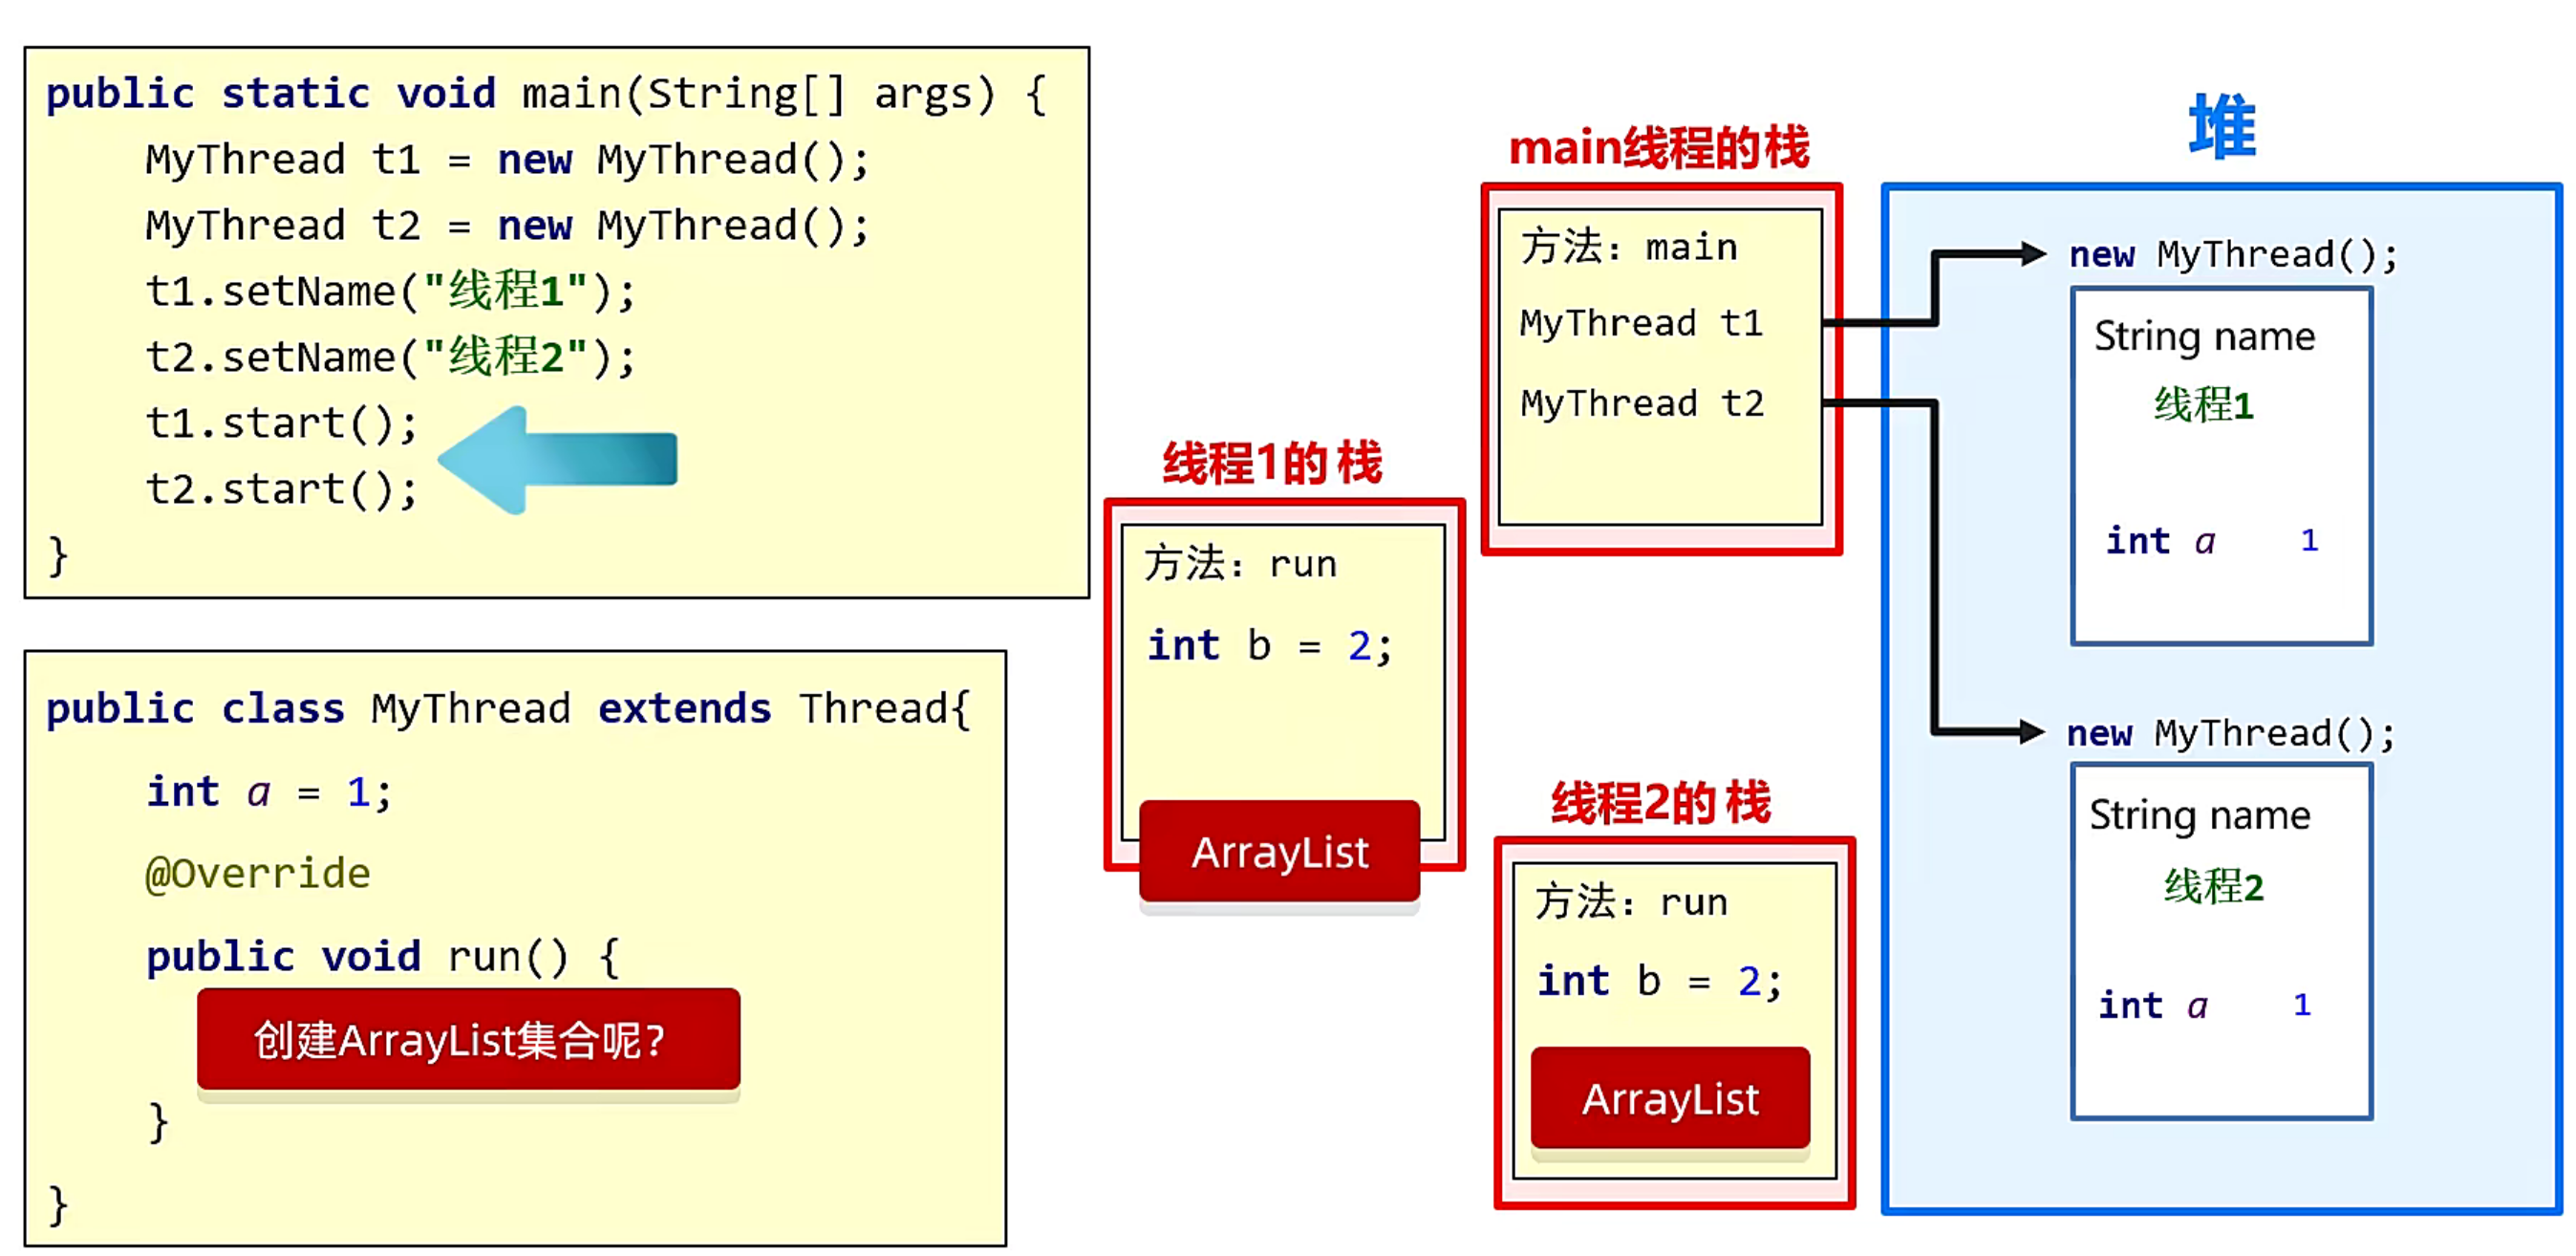 public static void main(String[] args) {
MyThread t1 = new MyThread();
MyThread t2 = new MyThread();
t1.setName("线程1");
t2.setName("线程2");
t1.start();
t2.start();
}
public class MyThread extends Thread{
int a = 1;
@Override
public void run() {
创建ArrayList集合呢?
}
}
线程1的栈
方法: run
int b = 2;
ArrayList
main线程的栈
方法: main
MyThread t1
MyThread t2
线程2的栈
方法: run
int b = 2;
ArrayList
堆
new MyThread();
String name
线程1
int a 1
new MyThread();
String name
线程2
int a 1